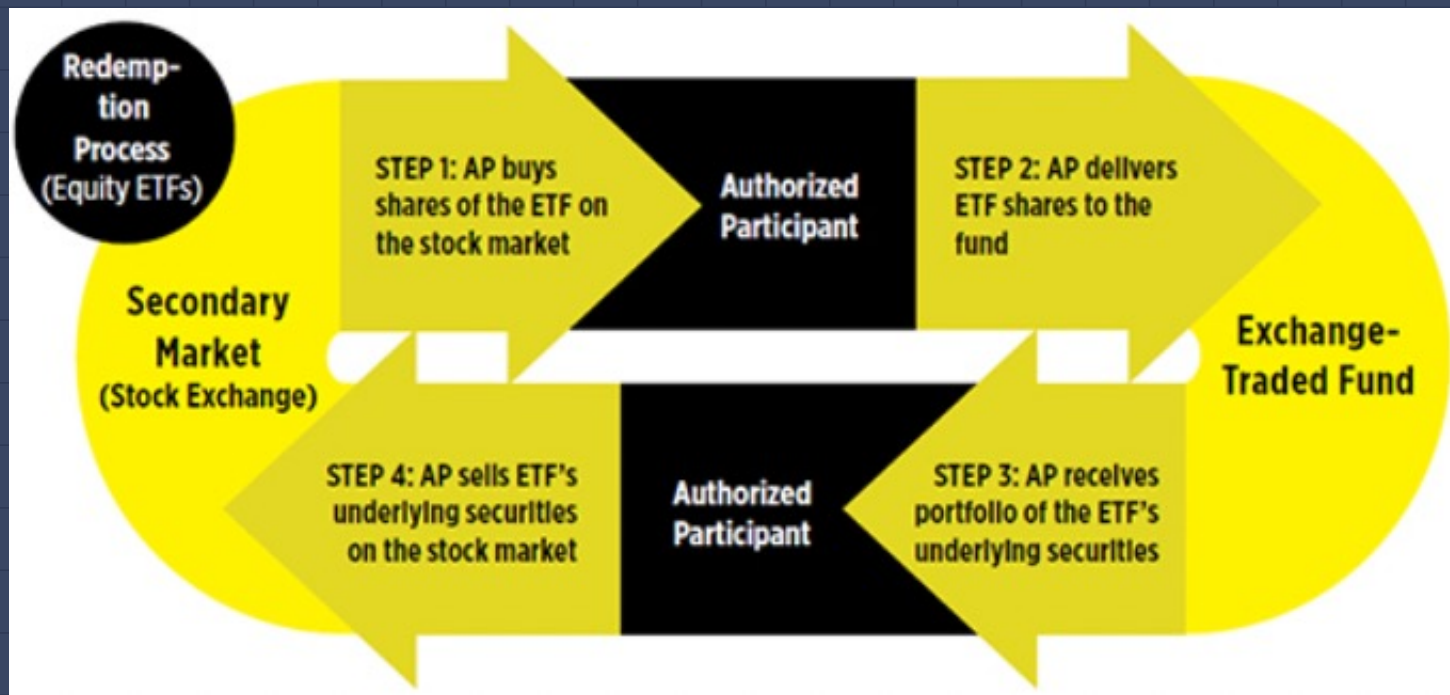 Redemp-
tion
Process
(Equity ETFs)
STEP 1: AP buys
shares of the ETF on
the stock market
Authorized
Participant
STEP 2: AP delivers
ETF shares to the
fund
Secondary
Market
(Stock Exchange)
Exchange-
Traded Fund
STEP 4: AP sells ETF's
underlying securities
on the stock market
Authorized
Participant
STEP 3: AP receives
portfolio of the ETF's
underlying securities